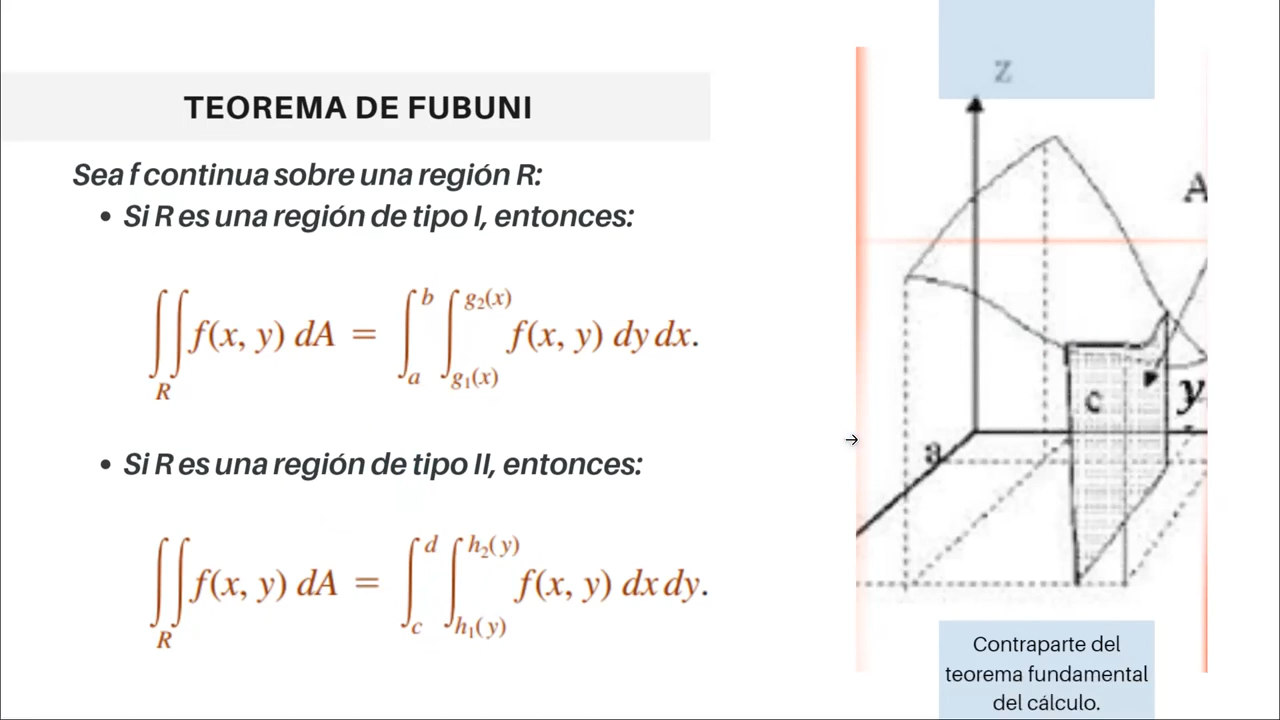 TEOREMA DE FUBUNI
Sea f continua sobre una región R:
• Si R es una región de tipo I, entonces:
∬_R f(x, y) dA = ∫_a^b ∫_{g₁(x)}^{g₂(x)} f(x, y) dy dx.
• Si R es una región de tipo II, entonces:
∬_R f(x, y) dA = ∫_c^d ∫_{h₁(y)}^{h₂(y)} f(x, y) dx dy.
z
A
c
y
a
Contraparte del
teorema fundamental
del cálculo.